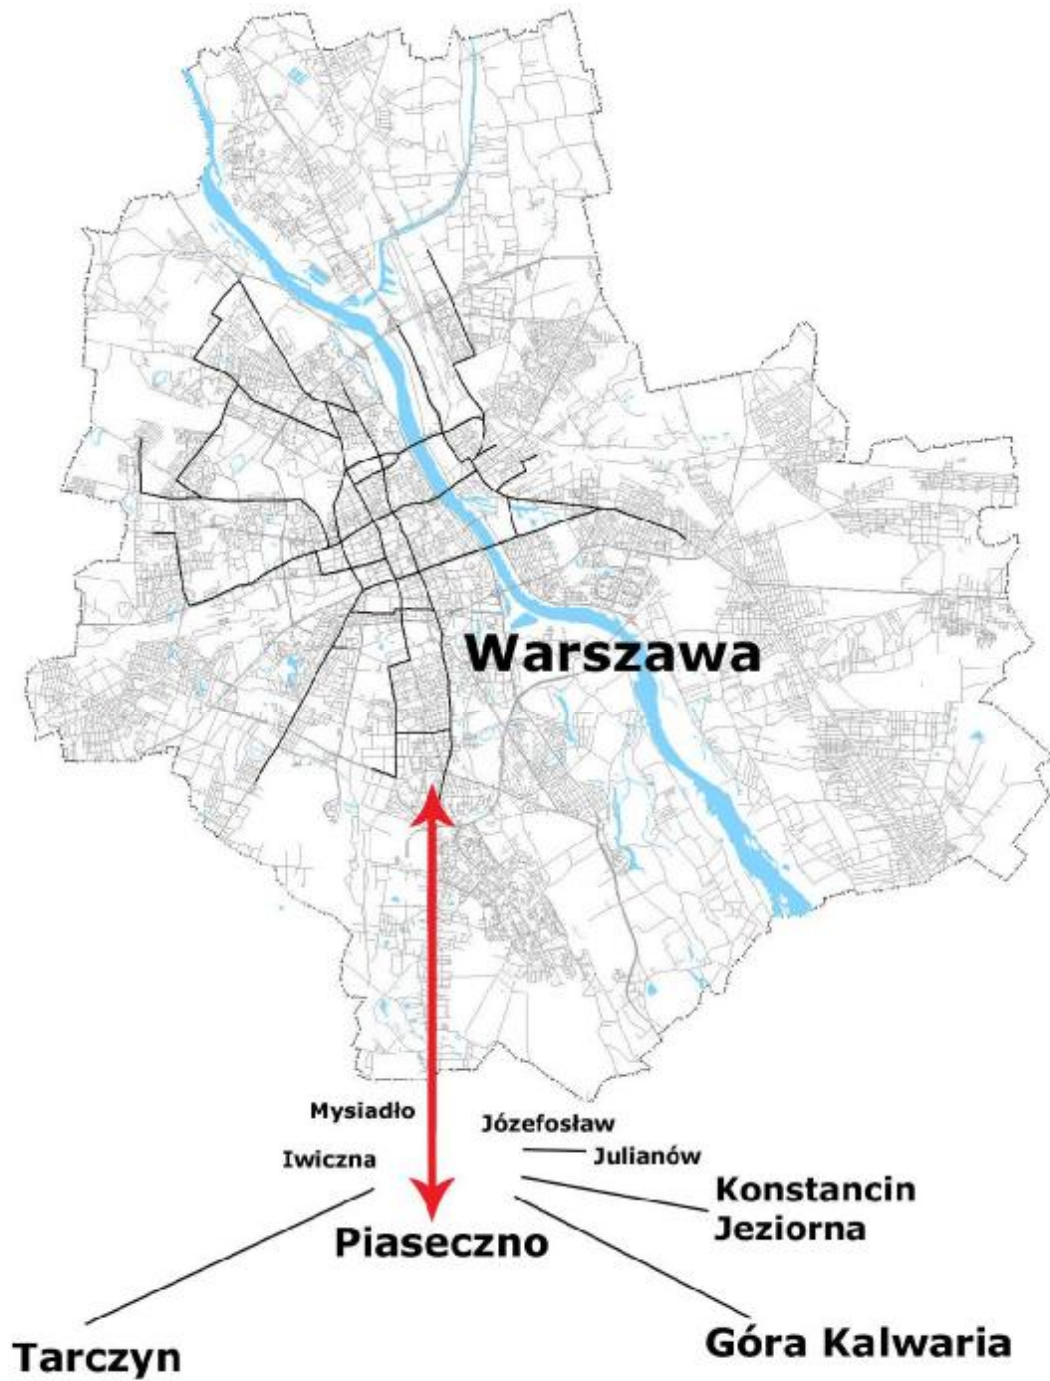 Warszawa
Mysiadło
Józefosław
Iwiczna
Julianów
Konstancin
Jeziorna
Piaseczno
Tarczyn
Góra Kalwaria